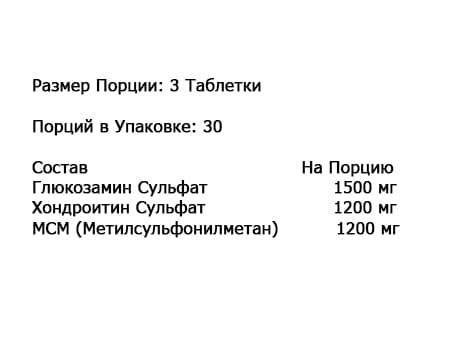 Размер Порции: 3 Таблетки
Порций в Упаковке: 30
Состав На Порцию
Глюкозамин Сульфат 1500 мг
Хондроитин Сульфат 1200 мг
МСМ (Метилсульфонилметан) 1200 мг